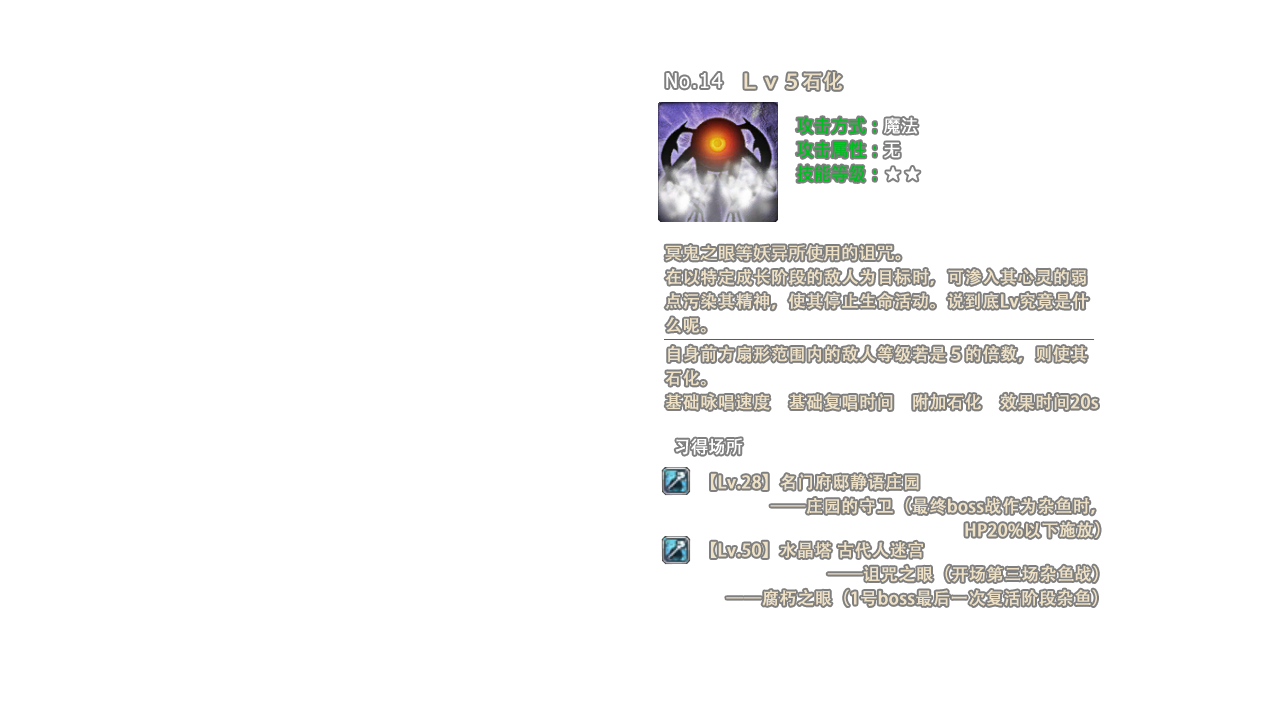 No.14 Ｌｖ５石化
攻击方式：魔法
攻击属性：无
技能等级：★★
冥鬼之眼等妖异所使用的诅咒。
在以特定成长阶段的敌人为目标时，可渗入其心灵的弱
点污染其精神，使其停止生命活动。说到底Lv究竟是什
么呢。
自身前方扇形范围内的敌人等级若是５的倍数，则使其
石化。
基础咏唱速度 基础复唱时间 附加石化 效果时间20s
习得场所
【Lv.28】名门府邸静语庄园
——庄园的守卫（最终boss战作为杂鱼时，
HP20%以下施放）
【Lv.50】水晶塔 古代人迷宫
——诅咒之眼（开场第三场杂鱼战）
——腐朽之眼（1号boss最后一次复活阶段杂鱼）